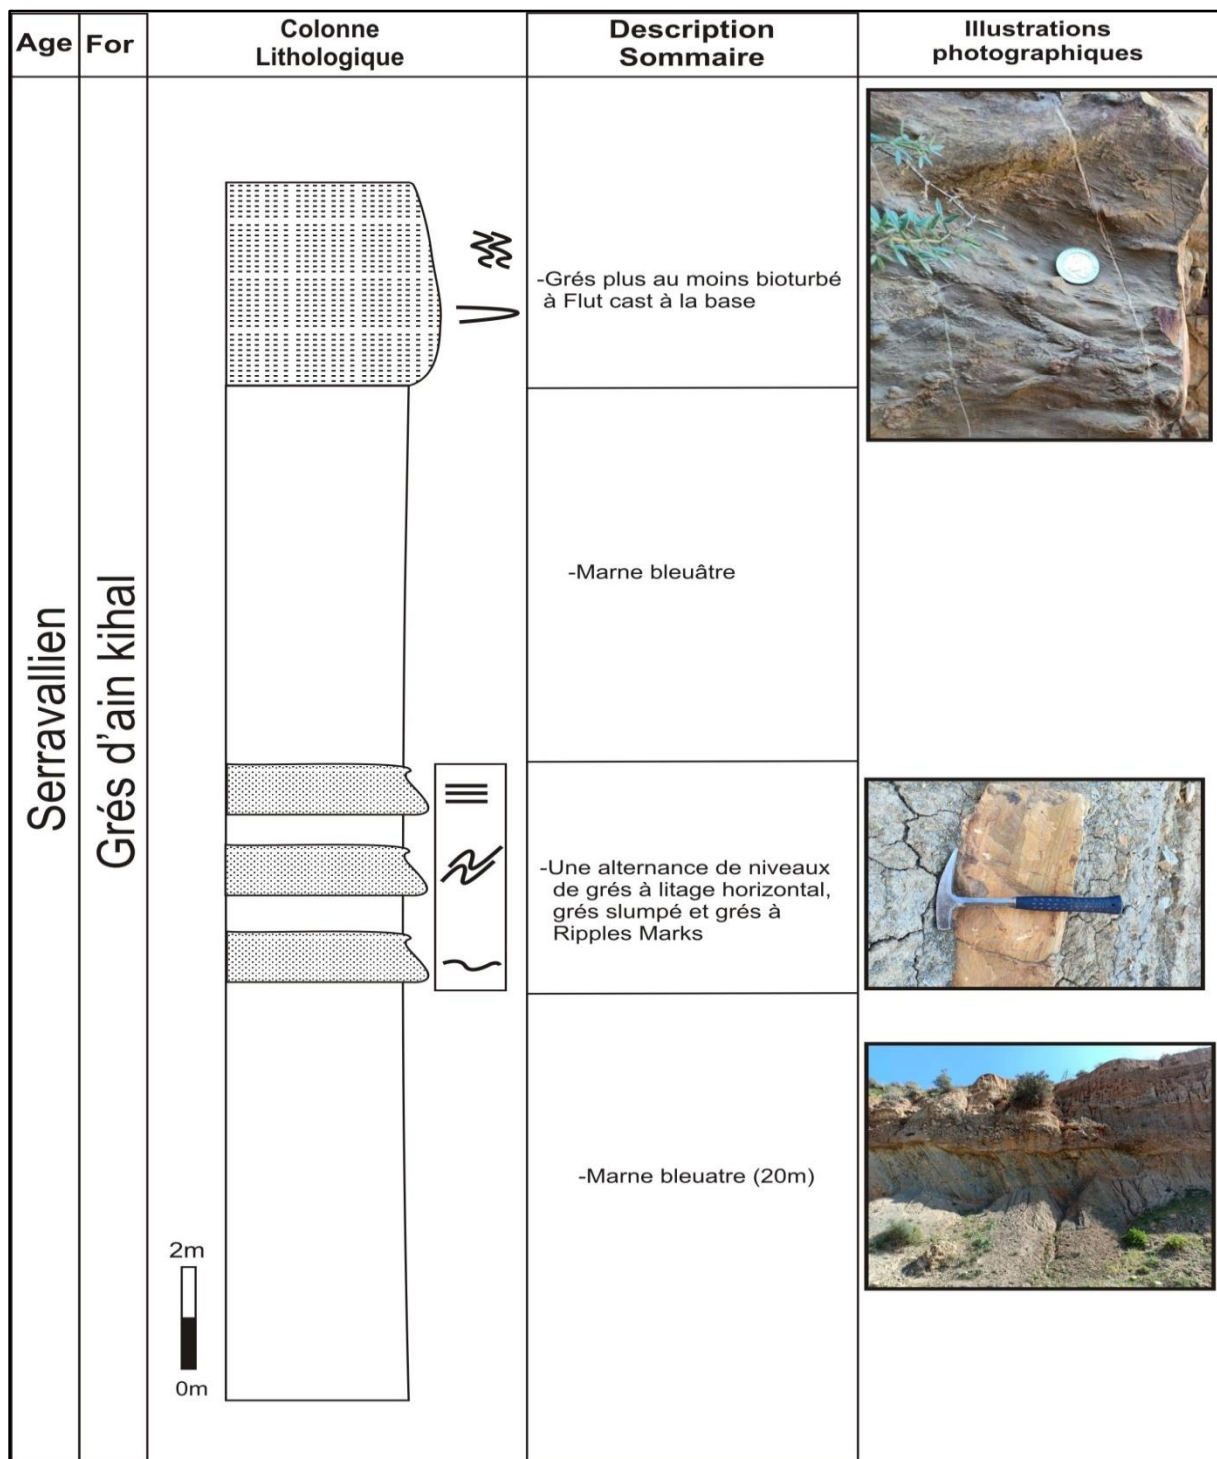 Age
For
Colonne
Lithologique
Description
Sommaire
Illustrations
photographiques
Serravallien
Grés d'ain kihal
-Grés plus au moins bioturbé
à Flut cast à la base
-Marne bleuâtre
-Une alternance de niveaux
de grés à litage horizontal,
grés slumpé et grés à
Ripples Marks
-Marne bleuatre (20m)
2m
0m